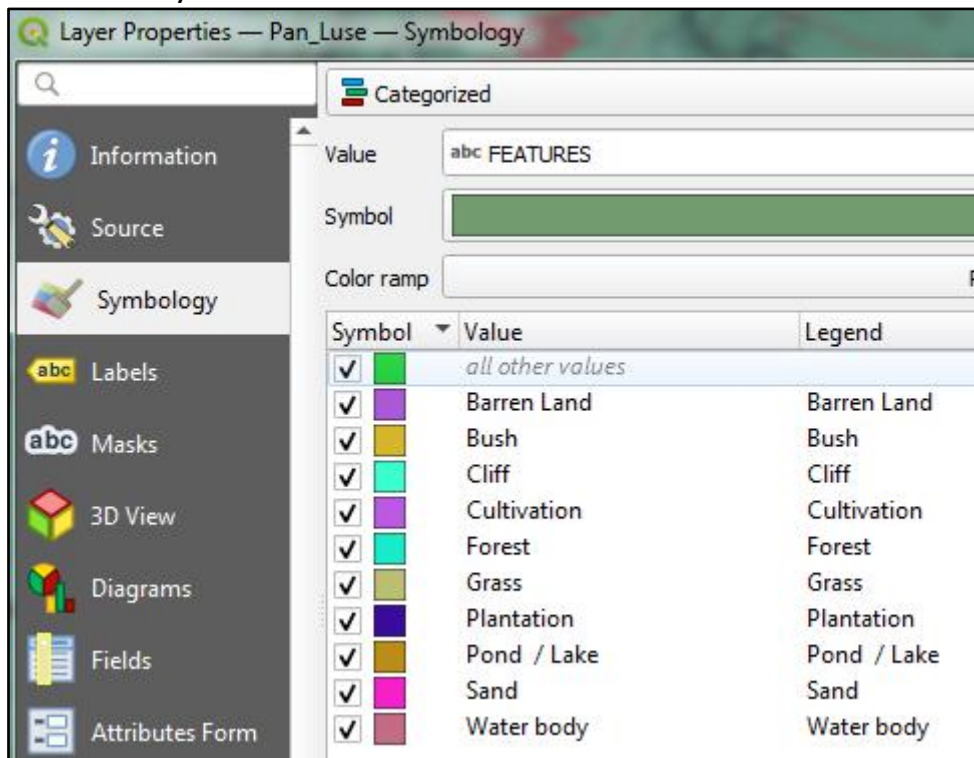 Layer Properties — Pan_Luse — Symbology
Categorized
Information
Value abc FEATURES
Source
Symbol
Symbology
Color ramp
Symbol Value Legend
abc Labels
all other values
Barren Land Barren Land
abc Masks
Bush Bush
Cliff Cliff
3D View
Cultivation Cultivation
Forest Forest
Diagrams
Grass Grass
Plantation Plantation
Fields
Pond / Lake Pond / Lake
Sand Sand
Attributes Form
Water body Water body